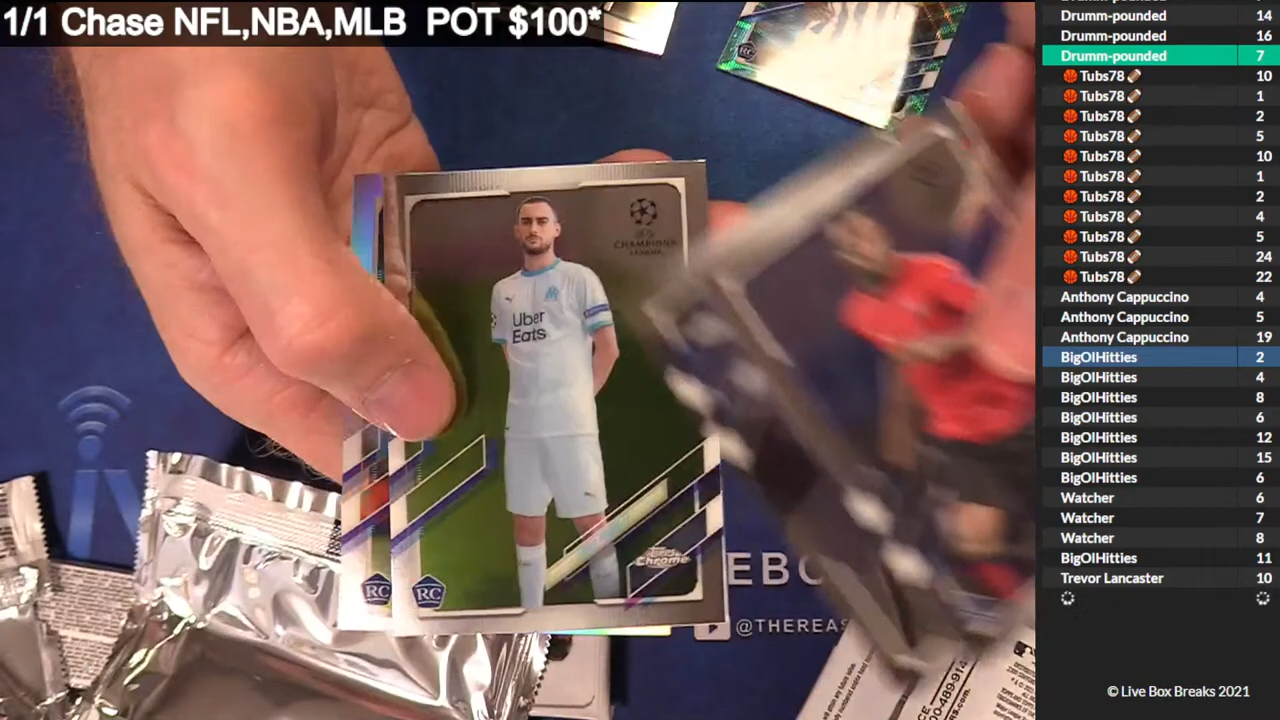 1/1 Chase NFL,NBA,MLB POT $100*
Drumm-pounded 14
Drumm-pounded 16
Drumm-pounded 7
Tubs78 10
Tubs78 1
Tubs78 2
Tubs78 5
Tubs78 10
Tubs78 1
Tubs78 2
Tubs78 4
Tubs78 5
Tubs78 24
Tubs78 22
Anthony Cappuccino 4
Anthony Cappuccino 5
Anthony Cappuccino 19
BigOlHitties 2
BigOlHitties 4
BigOlHitties 8
BigOlHitties 6
BigOlHitties 12
BigOlHitties 15
BigOlHitties 6
Watcher 6
Watcher 7
Watcher 8
BigOlHitties 11
Trevor Lancaster 10
© Live Box Breaks 2021
RC
CHAMPIONS
LEAGUE
Uber
Eats
Topps
Chrome
RC
RC
EBO
@THEREAS